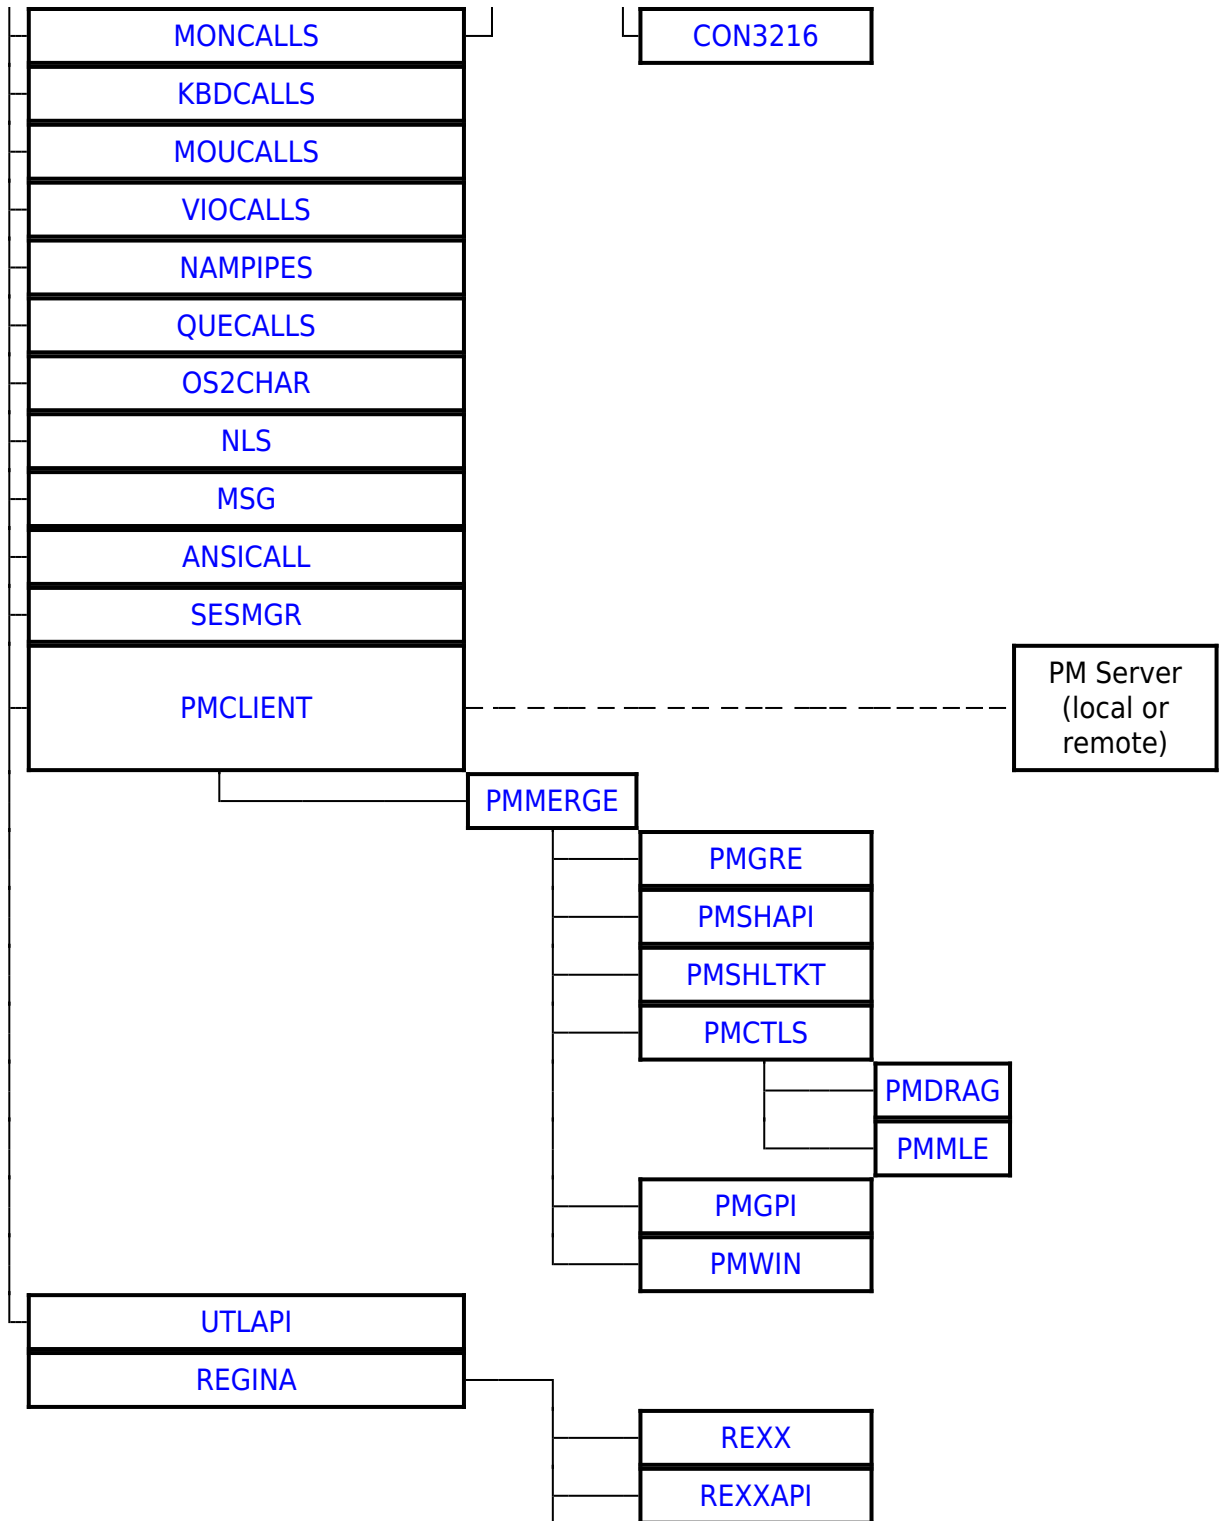 MONCALLS
CON3216
KBDCALLS
MOUCALLS
VIOCALLS
NAMPIPES
QUECALLS
OS2CHAR
NLS
MSG
ANSICALL
SESMGR
PMCLIENT
PM Server
(local or
remote)
PMMERGE
PMGRE
PMSHAPI
PMSHLTKT
PMCTLS
PMDRAG
PMMLE
PMGPI
PMWIN
UTLAPI
REGINA
REXX
REXXAPI